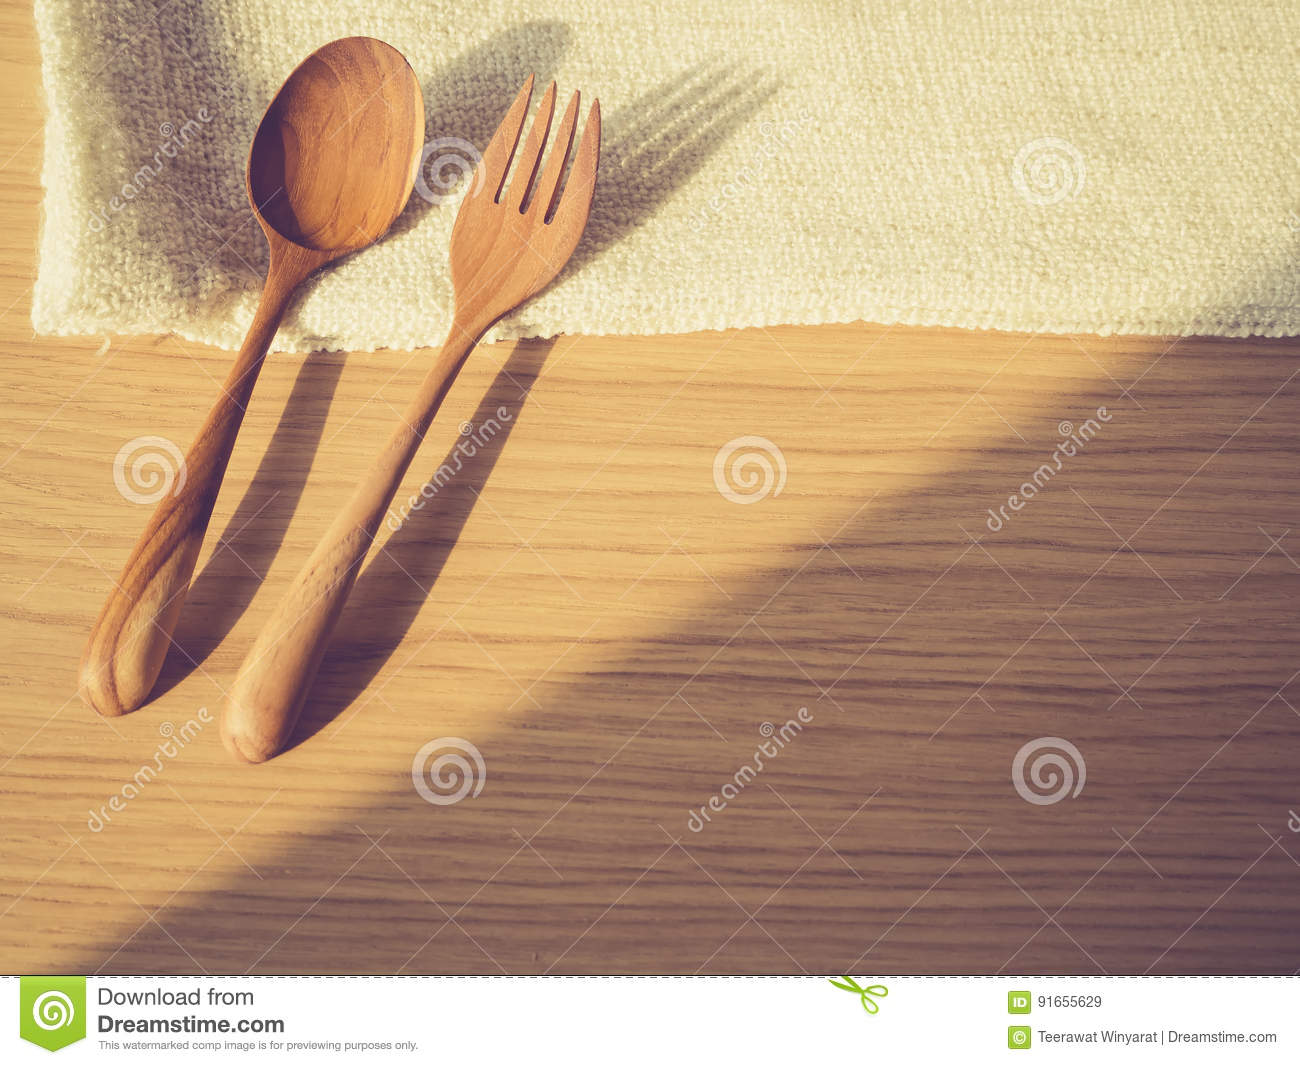 dreamstime
dreamstime
dreamstime
dreamstime
dreamstime
dreamstime
Download from
Dreamstime.com
This watermarked comp image is for previewing purposes only.
ID 91655629
© Teerawat Winyarat | Dreamstime.com